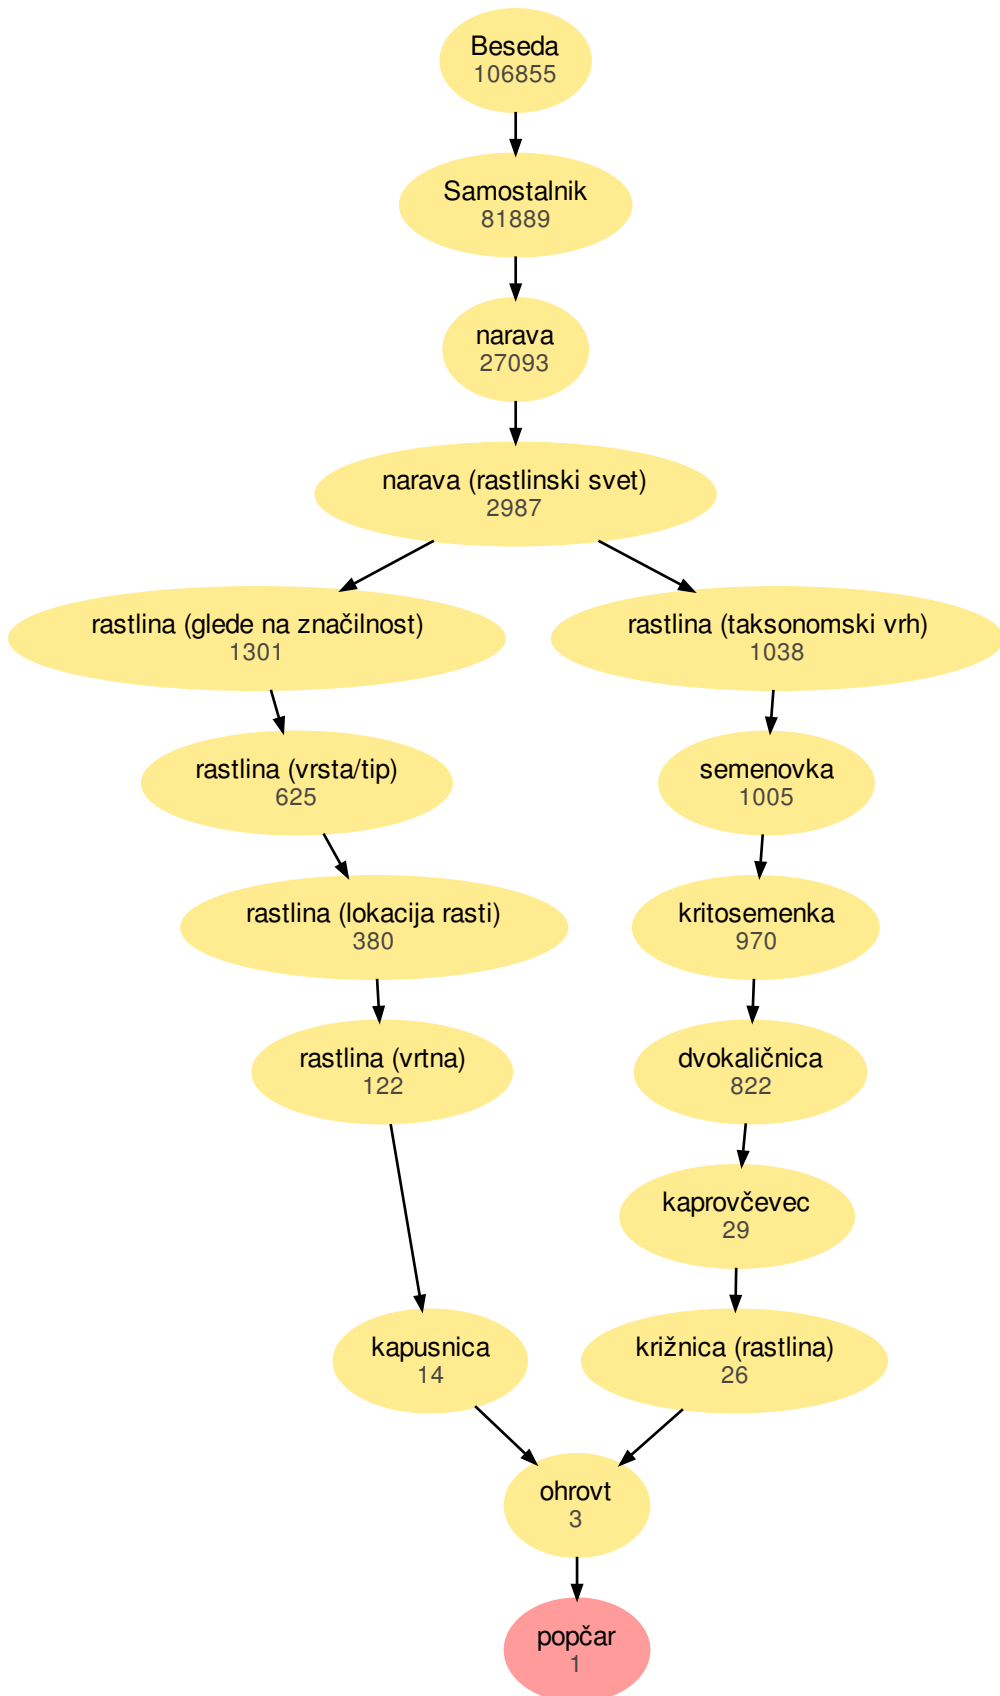 Beseda
106855
Samostalnik
81889
narava
27093
narava (rastlinski svet)
2987
rastlina (glede na značilnost)
1301
rastlina (taksonomski vrh)
1038
rastlina (vrsta/tip)
625
semenovka
1005
rastlina (lokacija rasti)
380
kritosemenka
970
rastlina (vrtna)
122
dvokaličnica
822
kaprovčevec
29
kapusnica
14
križnica (rastlina)
26
ohrovt
3
popčar
1